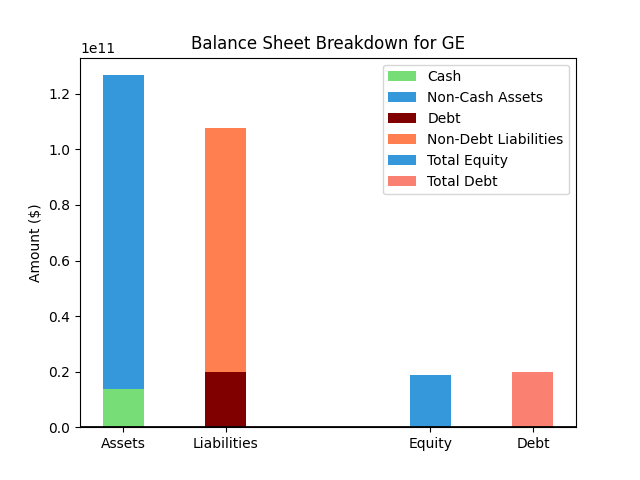 Balance Sheet Breakdown for GE
1e11
Cash
Non-Cash Assets
Debt
Non-Debt Liabilities
Total Equity
Total Debt
1.2
1.0
0.8
0.6
0.4
0.2
0.0
Amount ($)
Assets Liabilities Equity Debt